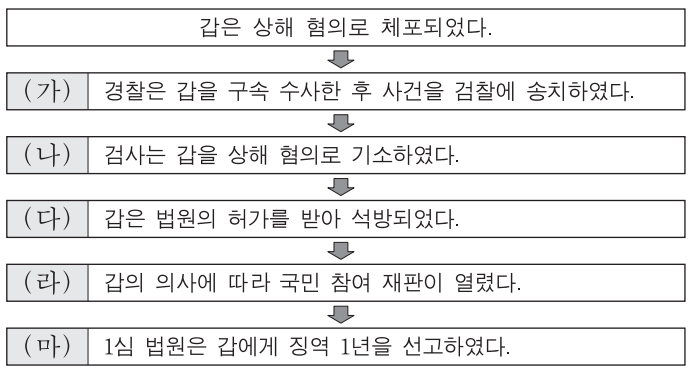 갑은 상해 혐의로 체포되었다.
(가) 경찰은 갑을 구속 수사한 후 사건을 검찰에 송치하였다.
(나) 검사는 갑을 상해 혐의로 기소하였다.
(다) 갑은 법원의 허가를 받아 석방되었다.
(라) 갑의 의사에 따라 국민 참여 재판이 열렸다.
(마) 1심 법원은 갑에게 징역 1년을 선고하였다.